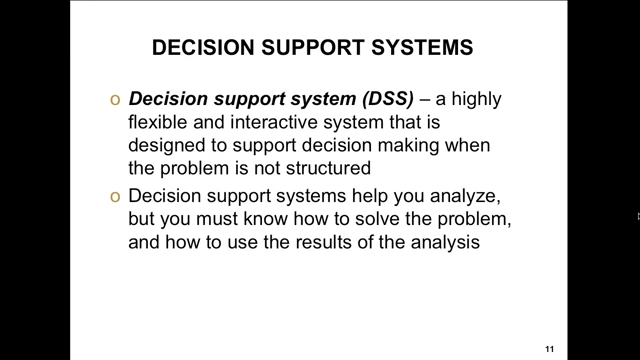 DECISION SUPPORT SYSTEMS
o Decision support system (DSS) – a highly
flexible and interactive system that is
designed to support decision making when
the problem is not structured
o Decision support systems help you analyze,
but you must know how to solve the problem,
and how to use the results of the analysis
11